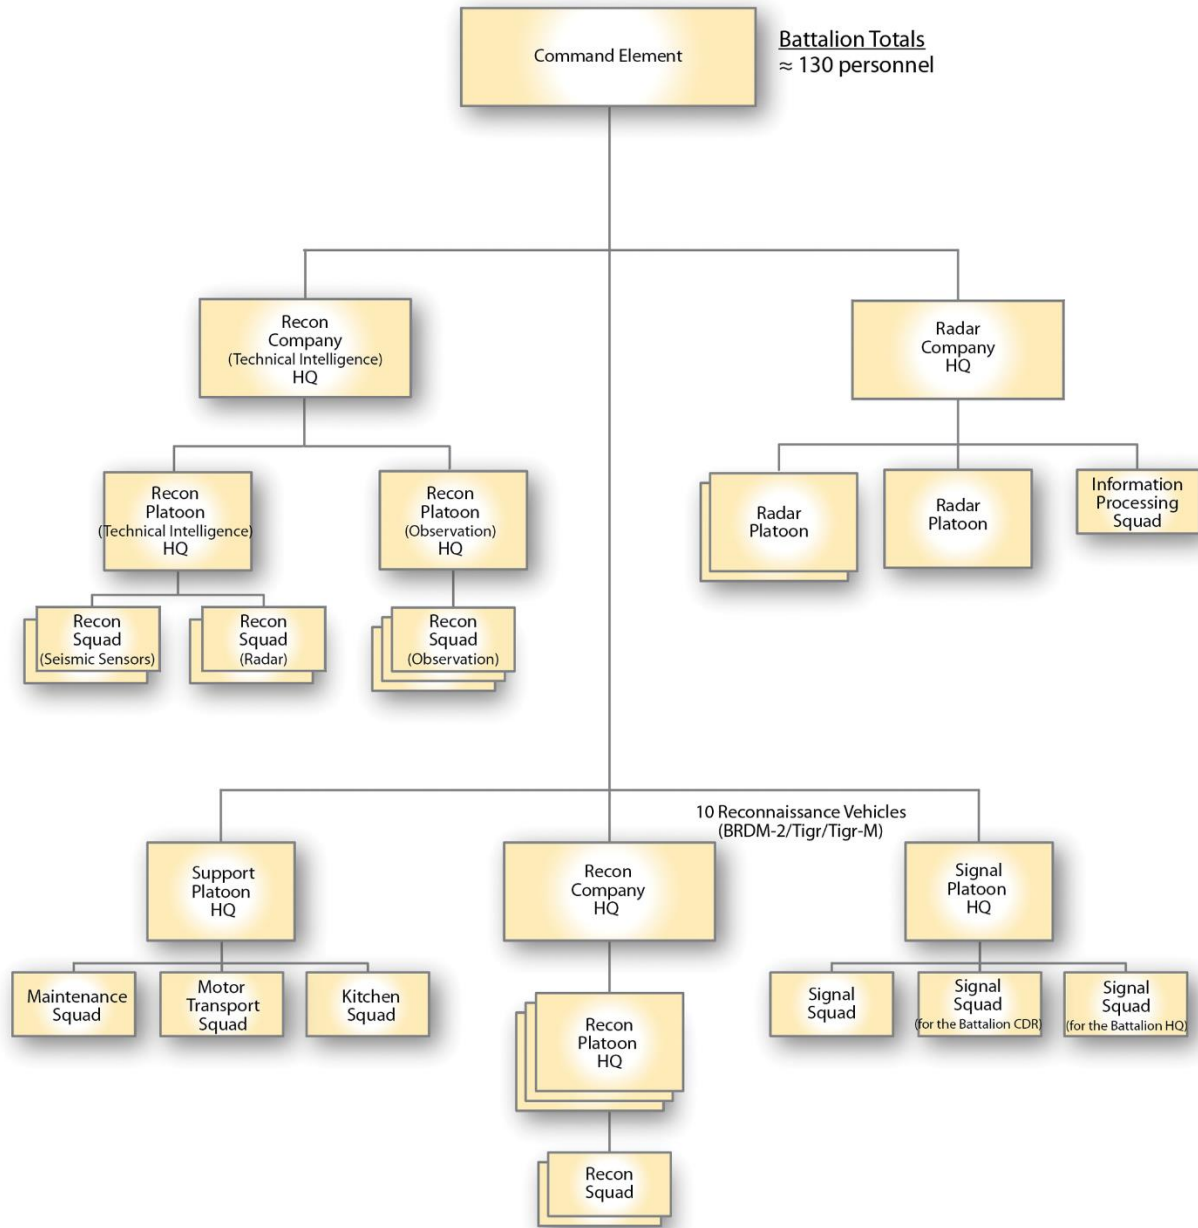 Command Element
Battalion Totals
≈ 130 personnel
Recon
Company
(Technical Intelligence)
HQ
Radar
Company
HQ
Recon
Platoon
(Technical Intelligence)
HQ
Recon
Platoon
(Observation)
HQ
Radar
Platoon
Radar
Platoon
Information
Processing
Squad
Recon
Squad
(Seismic Sensors)
Recon
Squad
(Radar)
Recon
Squad
(Observation)
10 Reconnaissance Vehicles
(BRDM-2/Tigr/Tigr-M)
Support
Platoon
HQ
Recon
Company
HQ
Signal
Platoon
HQ
Maintenance
Squad
Motor
Transport
Squad
Kitchen
Squad
Recon
Platoon
HQ
Signal
Squad
Signal
Squad
(for the Battalion CDR)
Signal
Squad
(for the Battalion HQ)
Recon
Squad